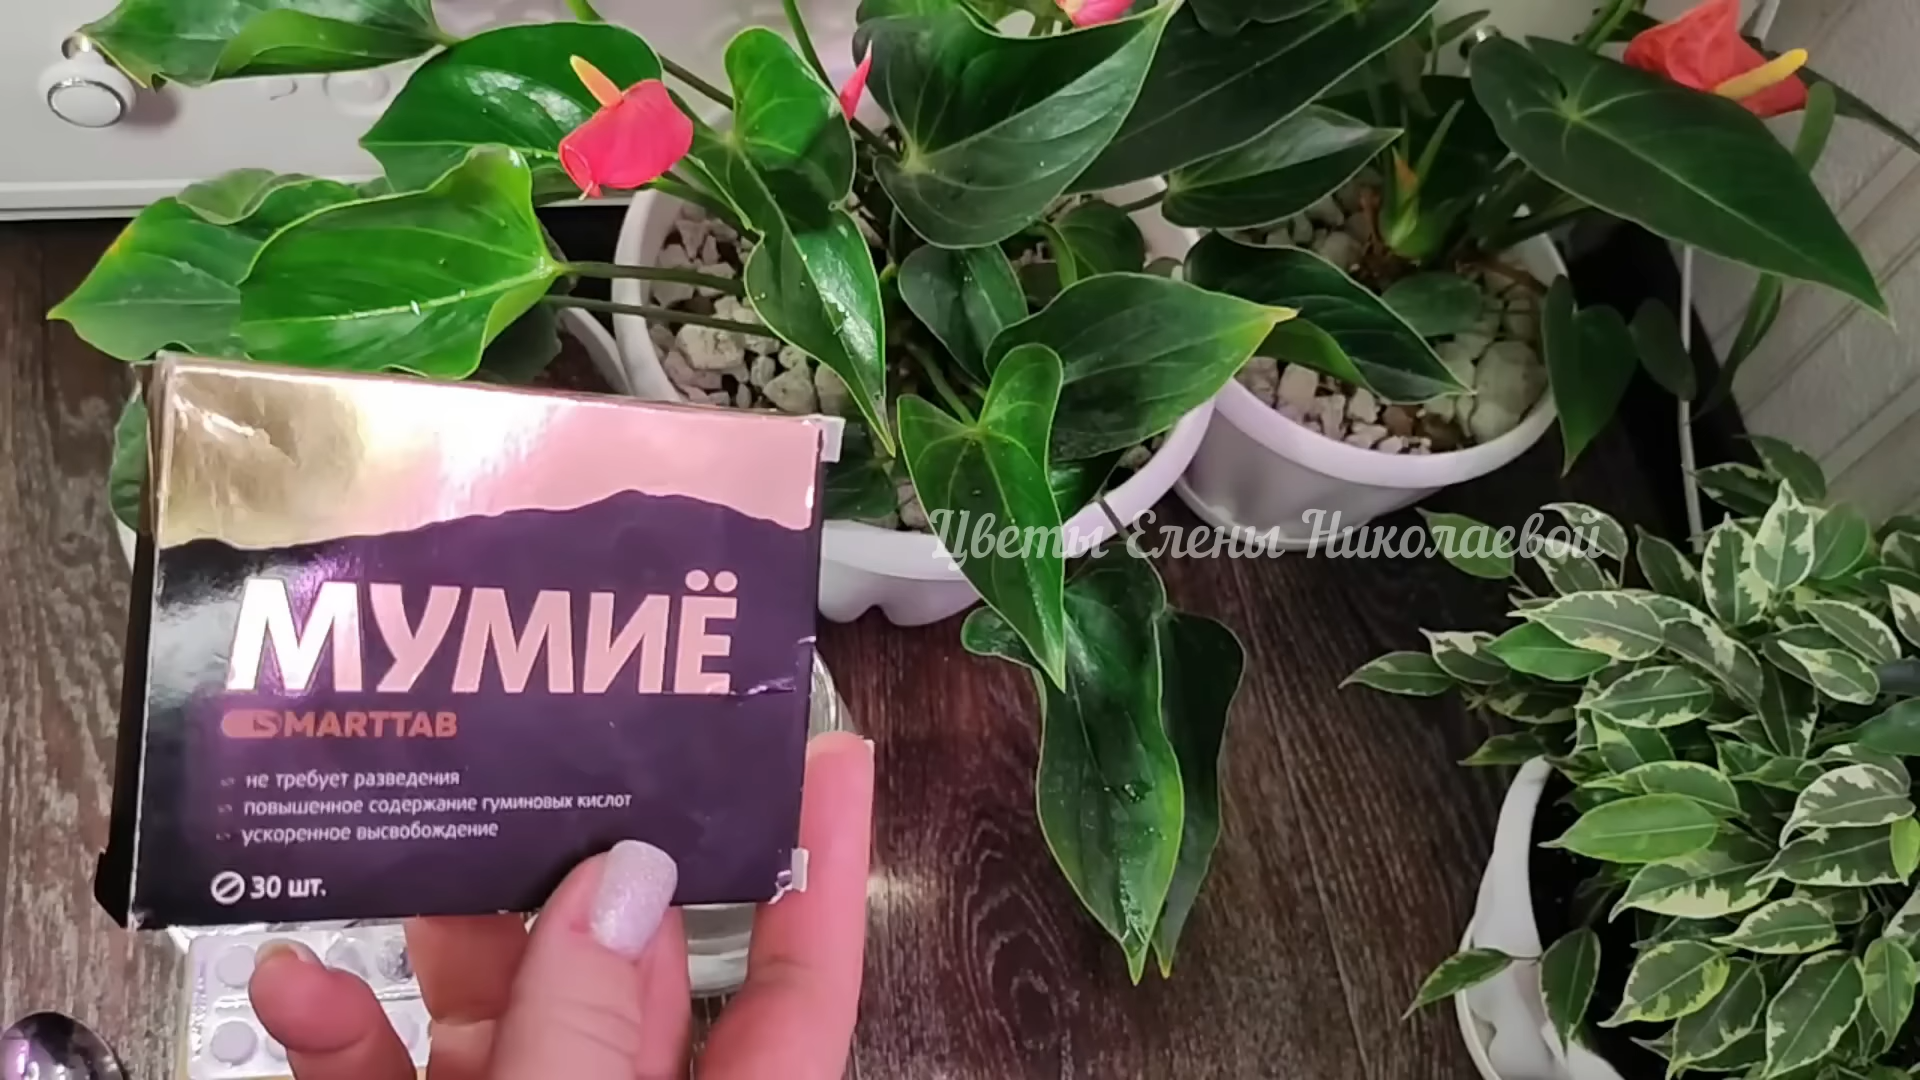 Цветы Елены Николаевой
МУМИЁ
SMARTTAB
не требует разведения
повышенное содержание гуминовых кислот
ускоренное высвобождение
30 шт.